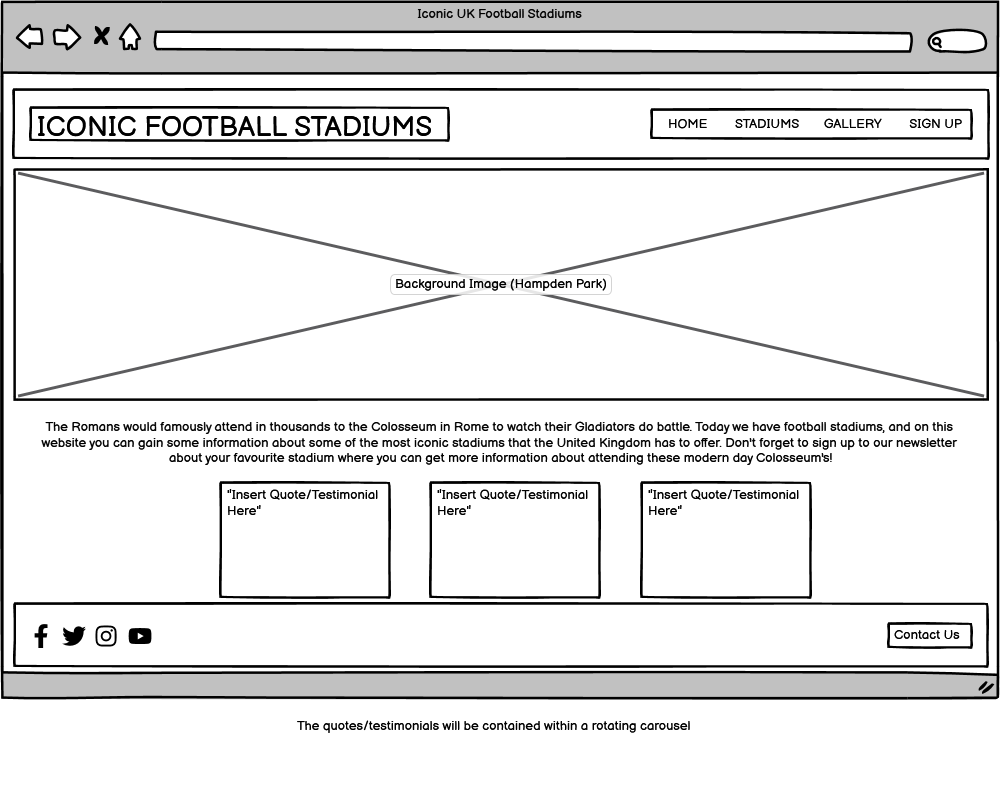 Iconic UK Football Stadiums
ICONIC FOOTBALL STADIUMS
HOME STADIUMS GALLERY SIGN UP
Background Image (Hampden Park)
The Romans would famously attend in thousands to the Colosseum in Rome to watch their Gladiators do battle. Today we have football stadiums, and on this
website you can gain some information about some of the most iconic stadiums that the United Kingdom has to offer. Don't forget to sign up to our newsletter
about your favourite stadium where you can get more information about attending these modern day Colosseum's!
"Insert Quote/Testimonial
Here"
"Insert Quote/Testimonial
Here"
"Insert Quote/Testimonial
Here"
Contact Us
The quotes/testimonials will be contained within a rotating carousel